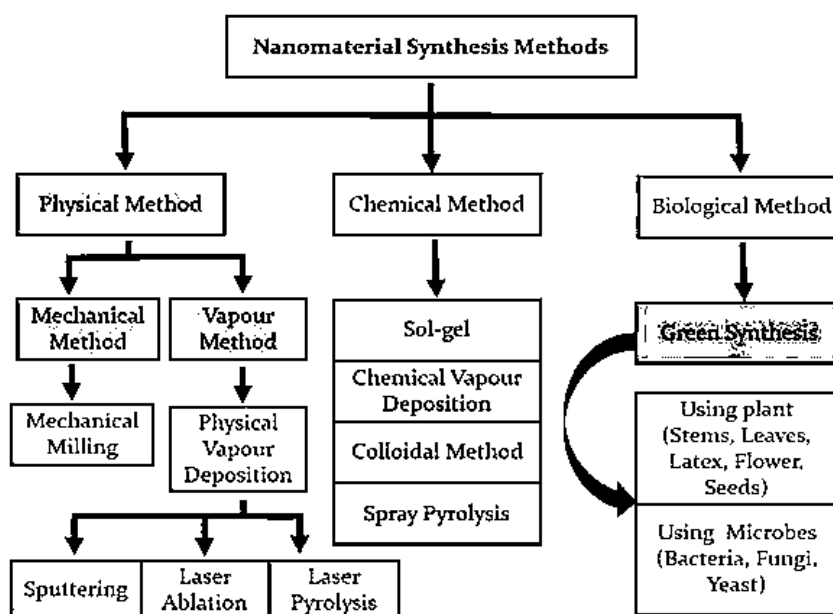 Nanomaterial Synthesis Methods
Physical Method
Chemical Method
Biological Method
Mechanical
Method
Vapour
Method
Mechanical
Milling
Physical
Vapour
Deposition
Sputtering
Laser
Ablation
Laser
Pyrolysis
Sol-gel
Chemical Vapour
Deposition
Colloidal Method
Spray Pyrolysis
Green Synthesis
Using plant
(Stems, Leaves,
Latex, Flower,
Seeds)
Using Microbes
(Bacteria, Fungi,
Yeast)